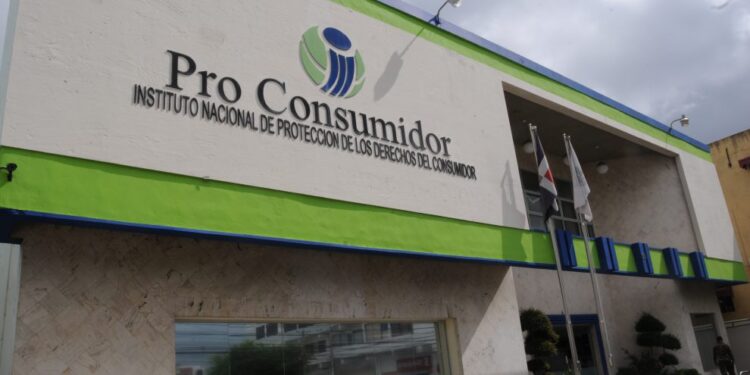 Pro Consumidor
INSTITUTO NACIONAL DE PROTECCION DE LOS DERECHOS DEL CONSUMIDOR